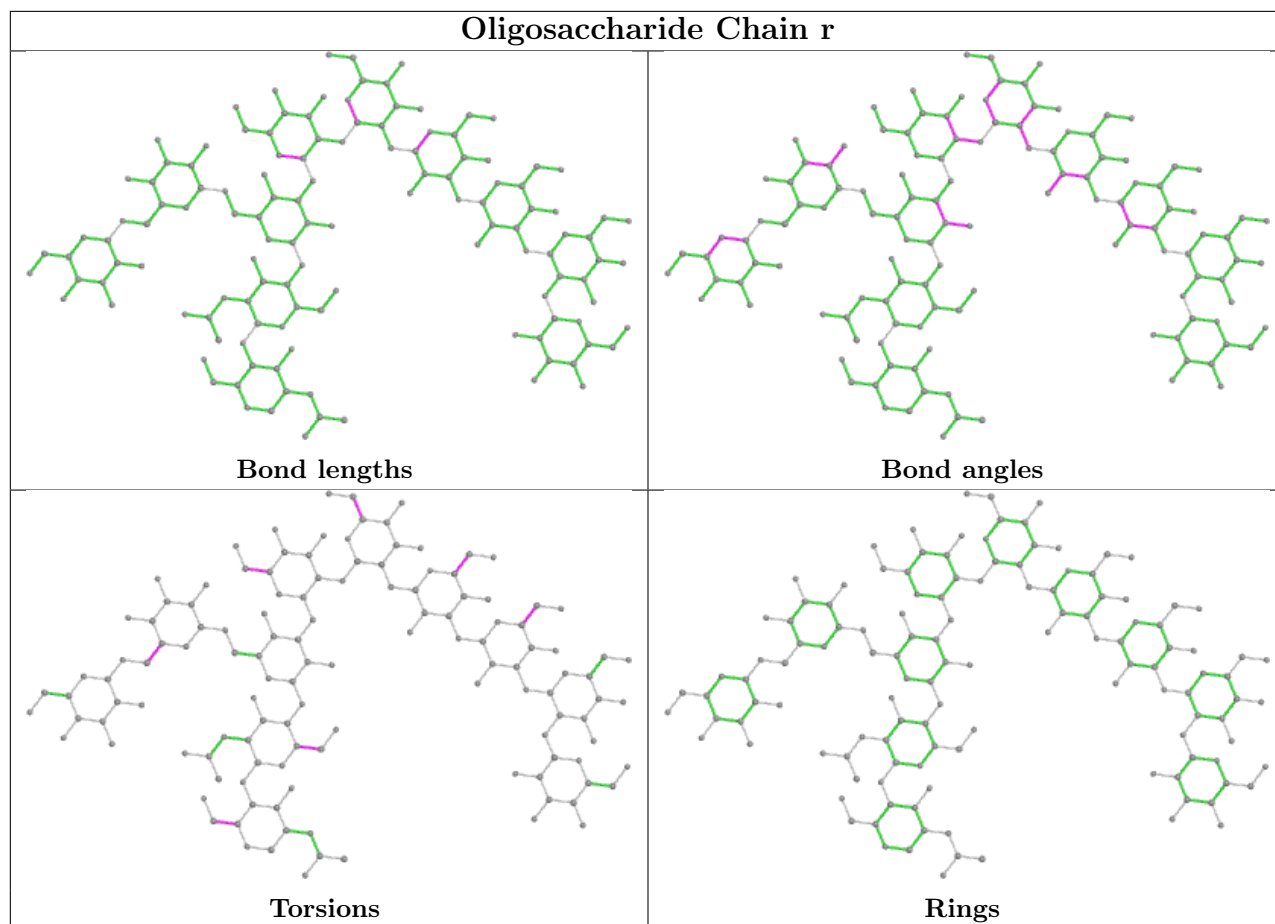 Oligosaccharide Chain r
Bond lengths
Bond angles
Torsions
Rings